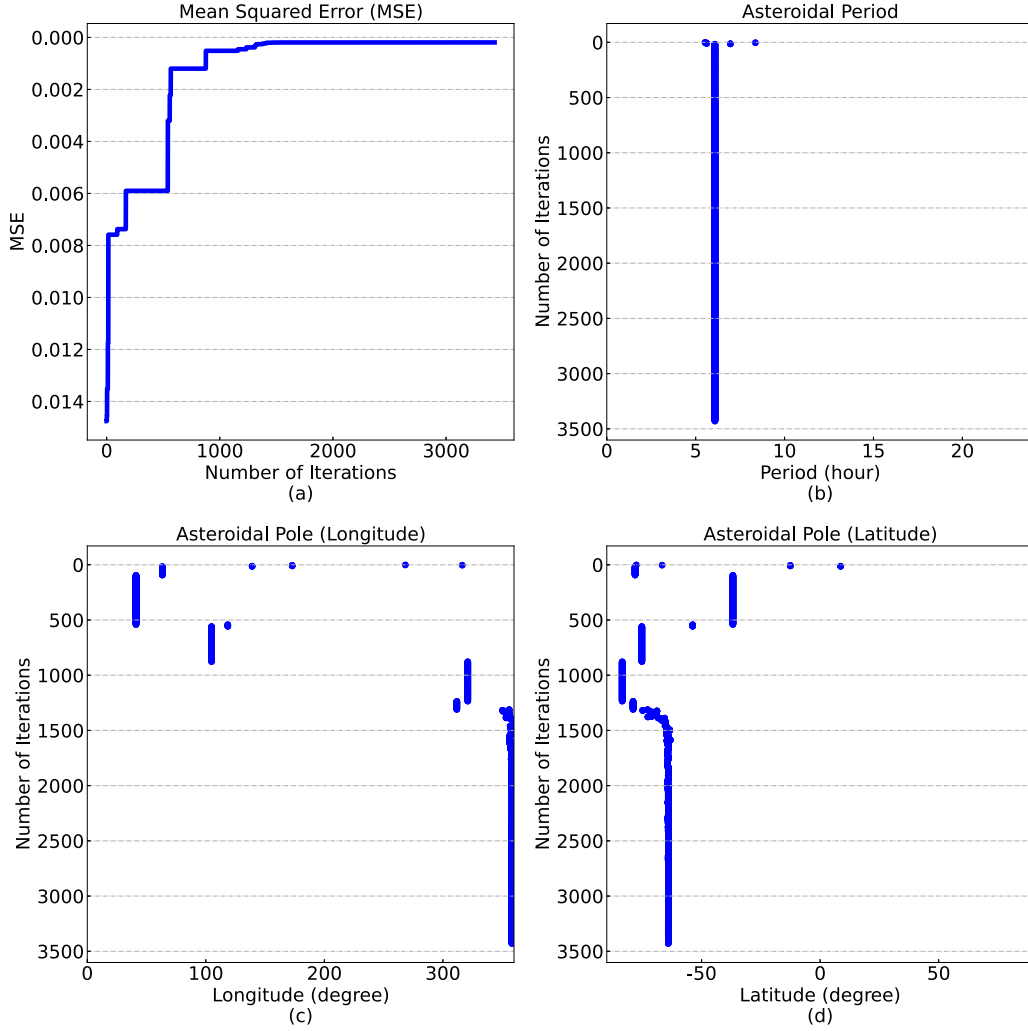 Mean Squared Error (MSE)
0.000
0.002
0.004
0.006
0.008
0.010
0.012
0.014
MSE
0 1000 2000 3000
Number of Iterations
(a)
Asteroidal Period
0
500
1000
1500
2000
2500
3000
3500
Number of Iterations
0 5 10 15 20
Period (hour)
(b)
Asteroidal Pole (Longitude)
0
500
1000
1500
2000
2500
3000
3500
Number of Iterations
0 100 200 300
Longitude (degree)
(c)
Asteroidal Pole (Latitude)
0
500
1000
1500
2000
2500
3000
3500
Number of Iterations
-50 0 50
Latitude (degree)
(d)